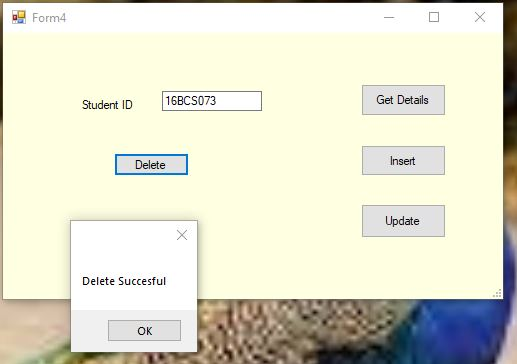 Form4
Student ID
16BCS073
Get Details
Delete
Insert
Update
Delete Succesful
OK